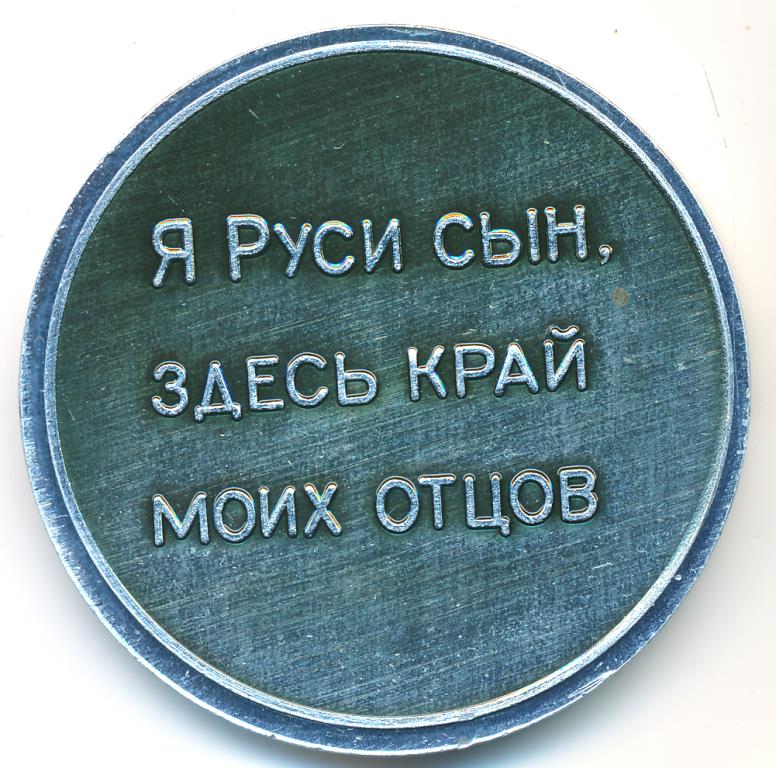 Я РУСИ СЫН,
ЗДЕСЬ КРАЙ
МОИХ ОТЦОВ